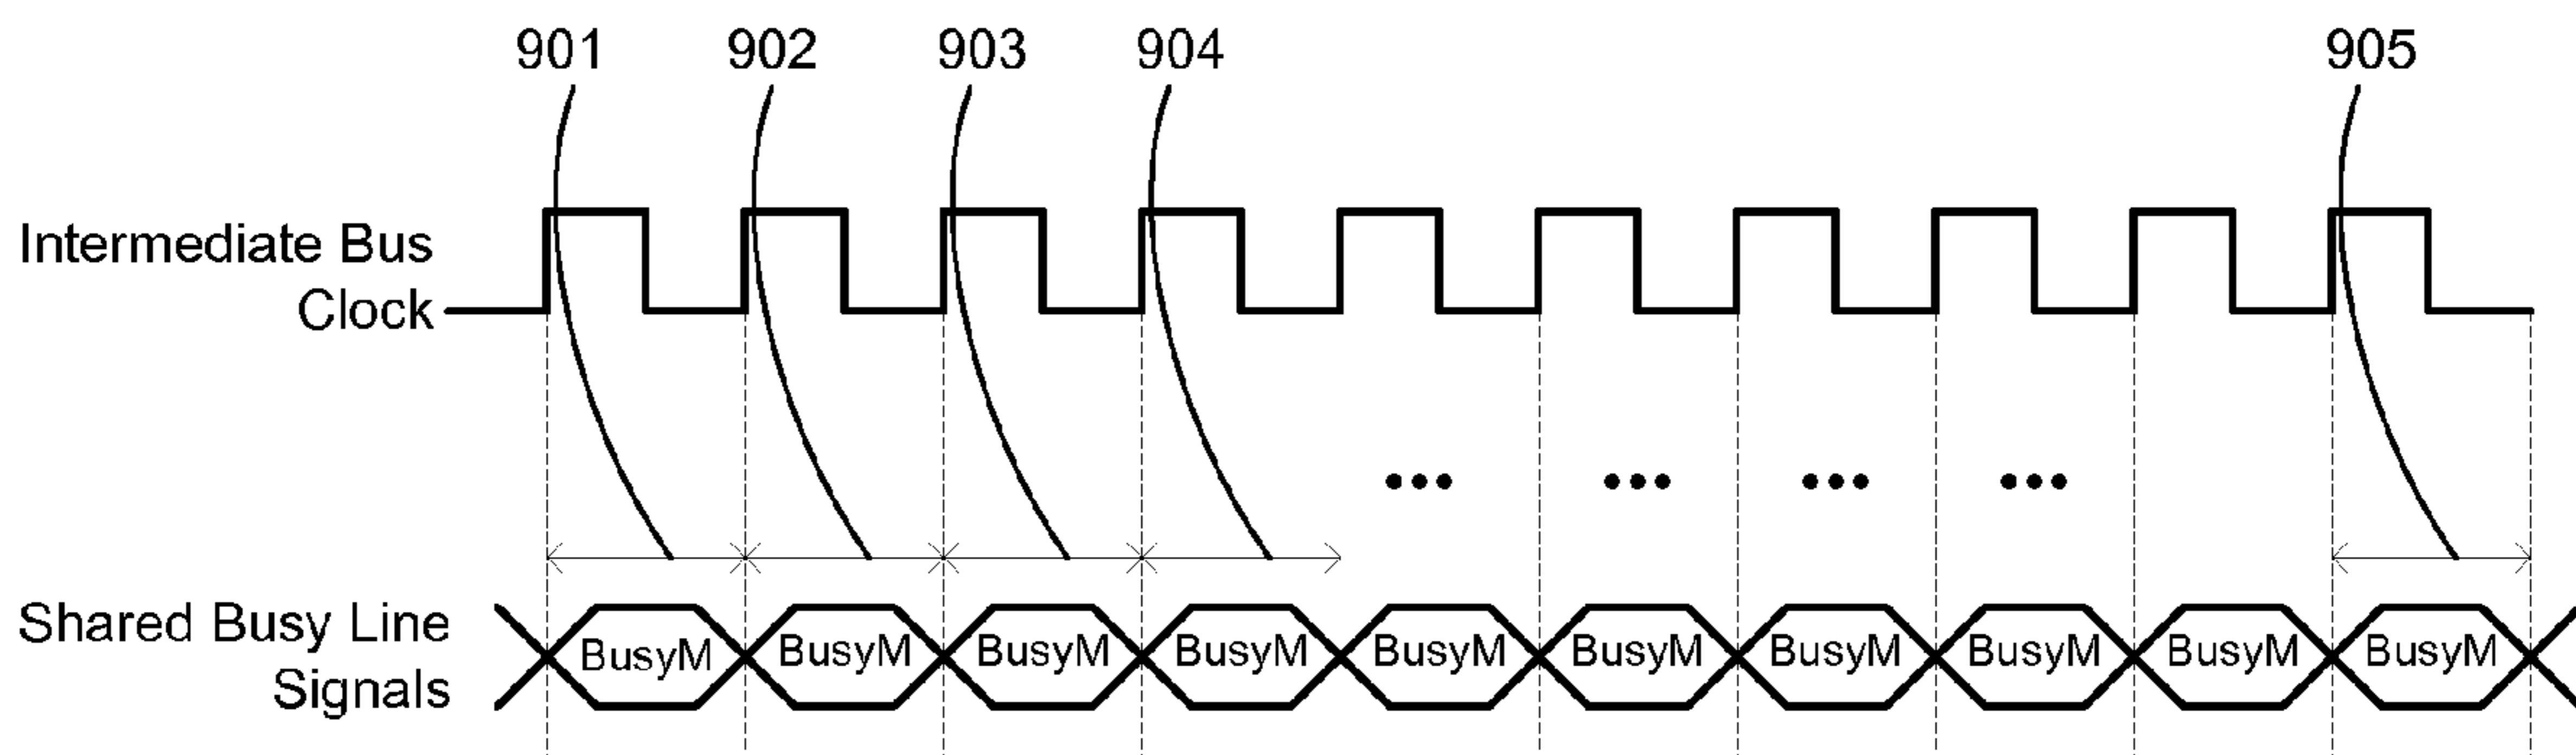 901 902 903 904 905
Intermediate Bus
Clock
••• ••• ••• •••
Shared Busy Line
Signals
BusyM BusyM BusyM BusyM BusyM BusyM BusyM BusyM BusyM BusyM